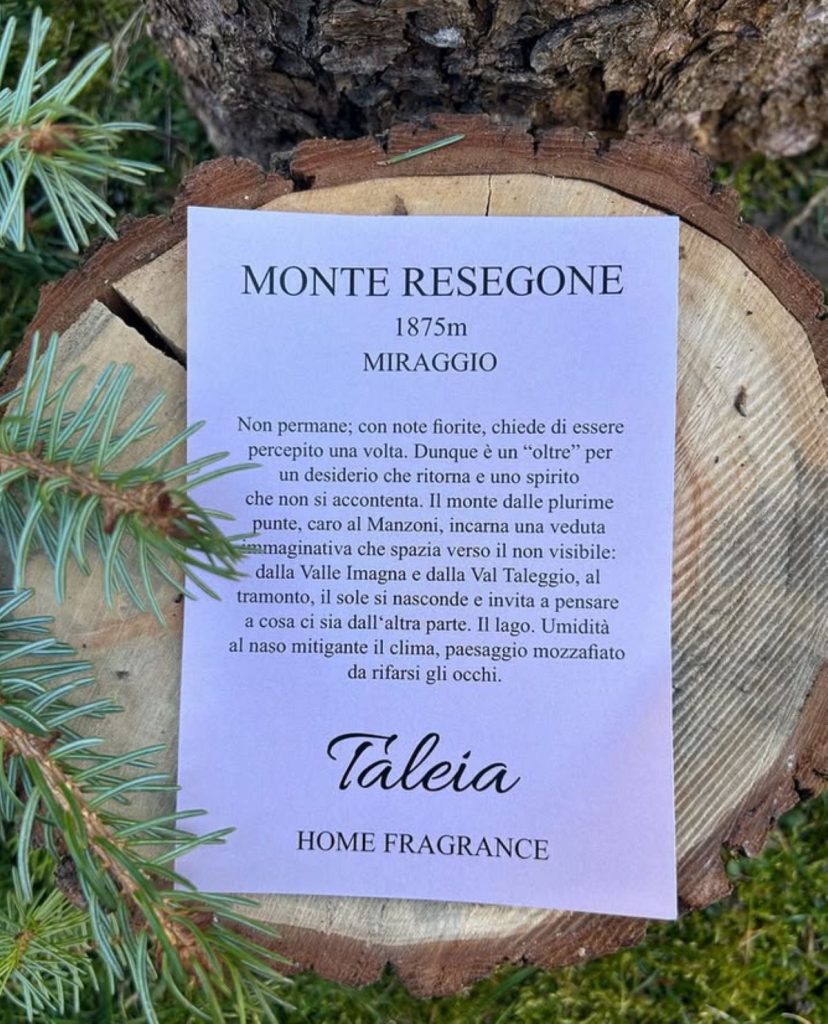 MONTE RESEGONE
1875m
MIRAGGIO
Non permane; con note fiorite, chiede di essere
percepito una volta. Dunque è un “oltre” per
un desiderio che ritorna e uno spirito
che non si accontenta. Il monte dalle plurime
punte, caro al Manzoni, incarna una veduta
immaginativa che spazia verso il non visibile:
dalla Valle Imagna e dalla Val Taleggio, al
tramonto, il sole si nasconde e invita a pensare
a cosa ci sia dall‘altra parte. Il lago. Umidità
al naso mitigante il clima, paesaggio mozzafiato
da rifarsi gli occhi.
Taleia
HOME FRAGRANCE